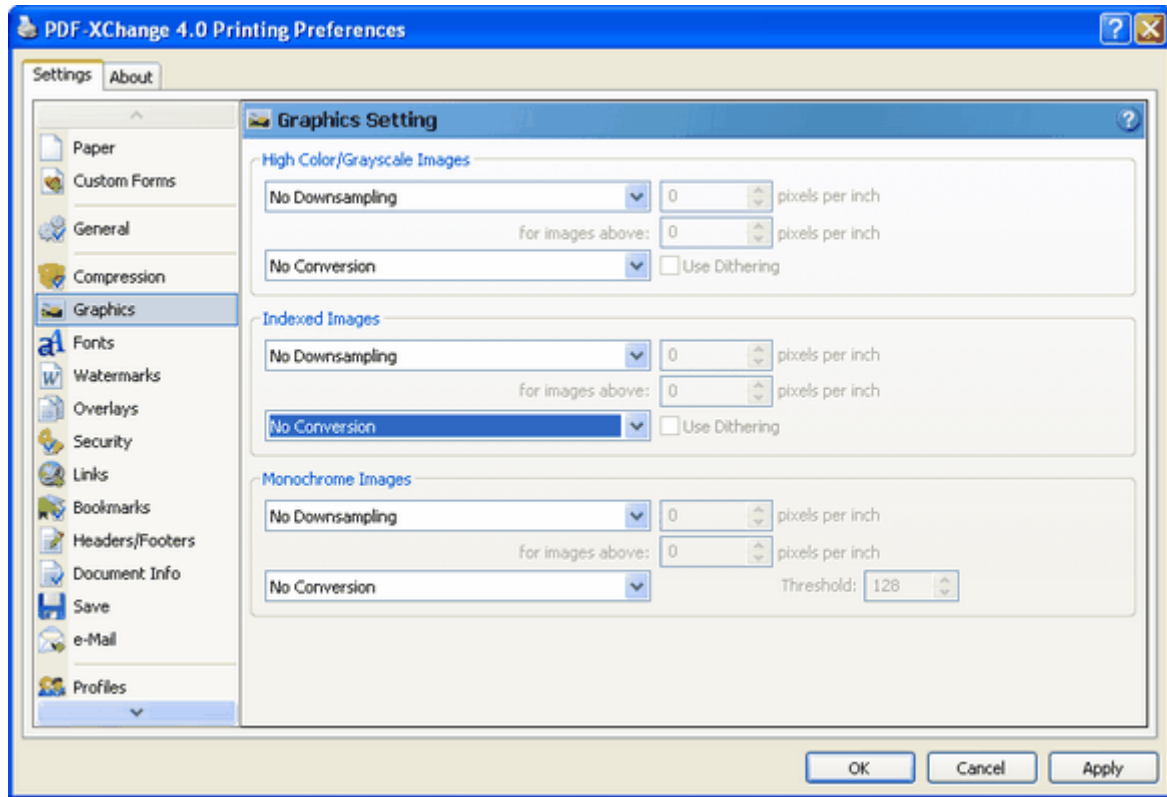 PDF-XChange 4.0 Printing Preferences
Settings About
Paper
Custom Forms
General
Compression
Graphics
Fonts
Watermarks
Overlays
Security
Links
Bookmarks
Headers/Footers
Document Info
Save
e-Mail
Profiles
Graphics Setting
High Color/Grayscale Images
No Downsampling 0 pixels per inch
for images above: 0 pixels per inch
No Conversion Use Dithering
Indexed Images
No Downsampling 0 pixels per inch
for images above: 0 pixels per inch
No Conversion Use Dithering
Monochrome Images
No Downsampling 0 pixels per inch
for images above: 0 pixels per inch
No Conversion Threshold: 128
OK Cancel Apply